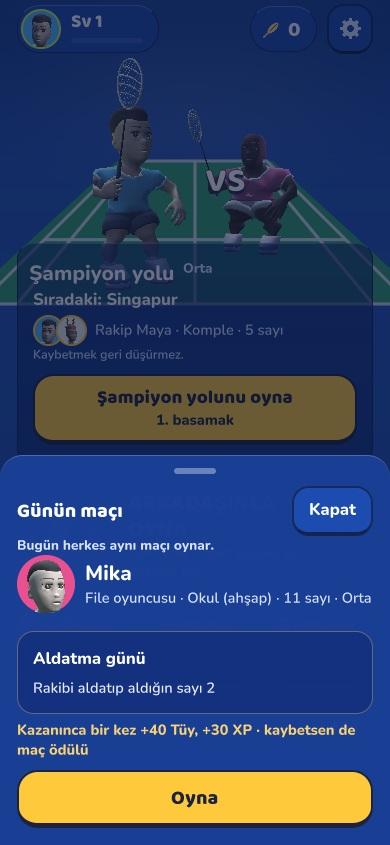 Sv 1
0
VS
Şampiyon yolu Orta
Sıradaki: Singapur
Rakip Maya · Komple · 5 sayı
Kaybetmek geri düşürmez.
Şampiyon yolunu oyna
1. basamak
Günün maçı
Kapat
Bugün herkes aynı maçı oynar.
Mika
File oyuncusu · Okul (ahşap) · 11 sayı · Orta
Aldatma günü
Rakibi aldatıp aldığın sayı 2
Kazanınca bir kez +40 Tüy, +30 XP · kaybetsen de
maç ödülü
Oyna